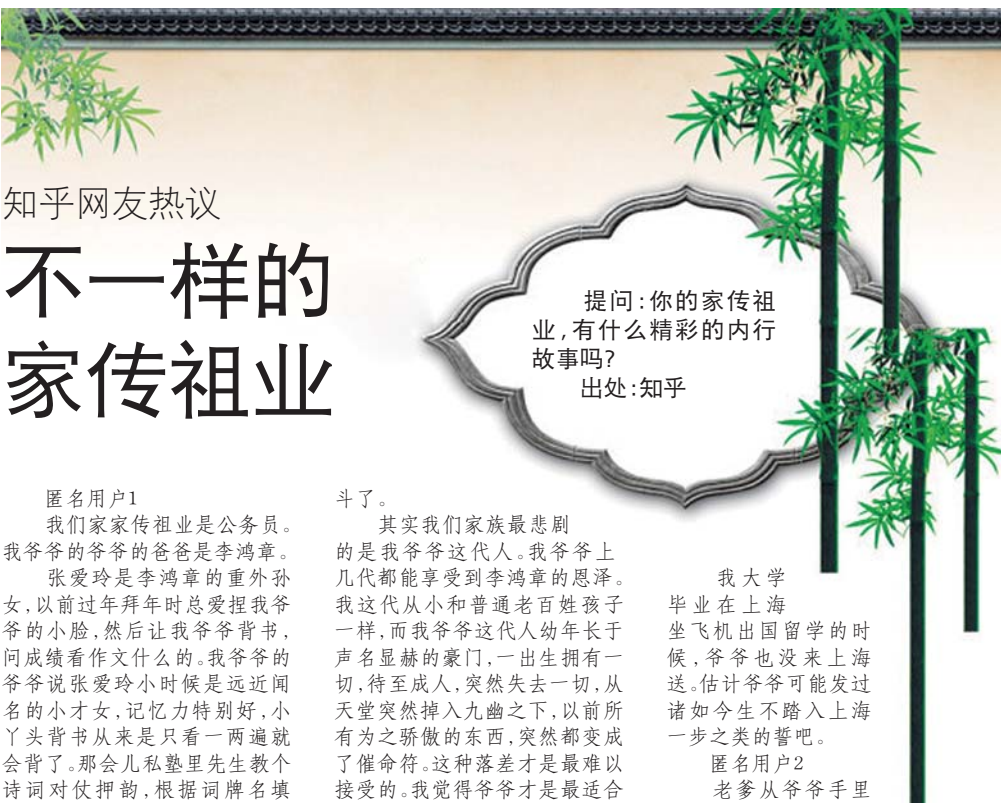 知乎网友热议
不一样的
家传祖业
提问：你的家传祖
业，有什么精彩的内行
故事吗？
出处：知乎
匿名用户1
我们家家传祖业是公务员。
我爷爷的爷爷的爸爸是李鸿章。
张爱玲是李鸿章的重外孙
女，以前过年拜年时总爱捏我爷
爷的小脸，然后让我爷爷背书，
问成绩看作文什么的。我爷爷的
爷爷说张爱玲小时候是远近闻
名的小才女，记忆力特别好，小
丫头背书从来是只看一两遍就
会背了。那会儿私塾里先生教个
诗词对仗押韵，根据词牌名填
斗了。
其实我们家族最悲剧
的是我爷爷这代人。我爷爷上
几代都能享受到李鸿章的恩泽。
我这代从小和普通老百姓孩子
一样，而我爷爷这代人幼年长于
声名显赫的豪门，一出生拥有一
切，待至成人，突然失去一切，从
天堂突然掉入九幽之下，以前所
有为之骄傲的东西，突然都变成
了催命符。这种落差才是最难以
接受的。我觉得爷爷才是最适合
我大学
毕业在上海
坐飞机出国留学的时
候，爷爷也没来上海
送。估计爷爷可能发过
诸如今生不踏入上海
一步之类的誓吧。
匿名用户2
老爹从爷爷手里